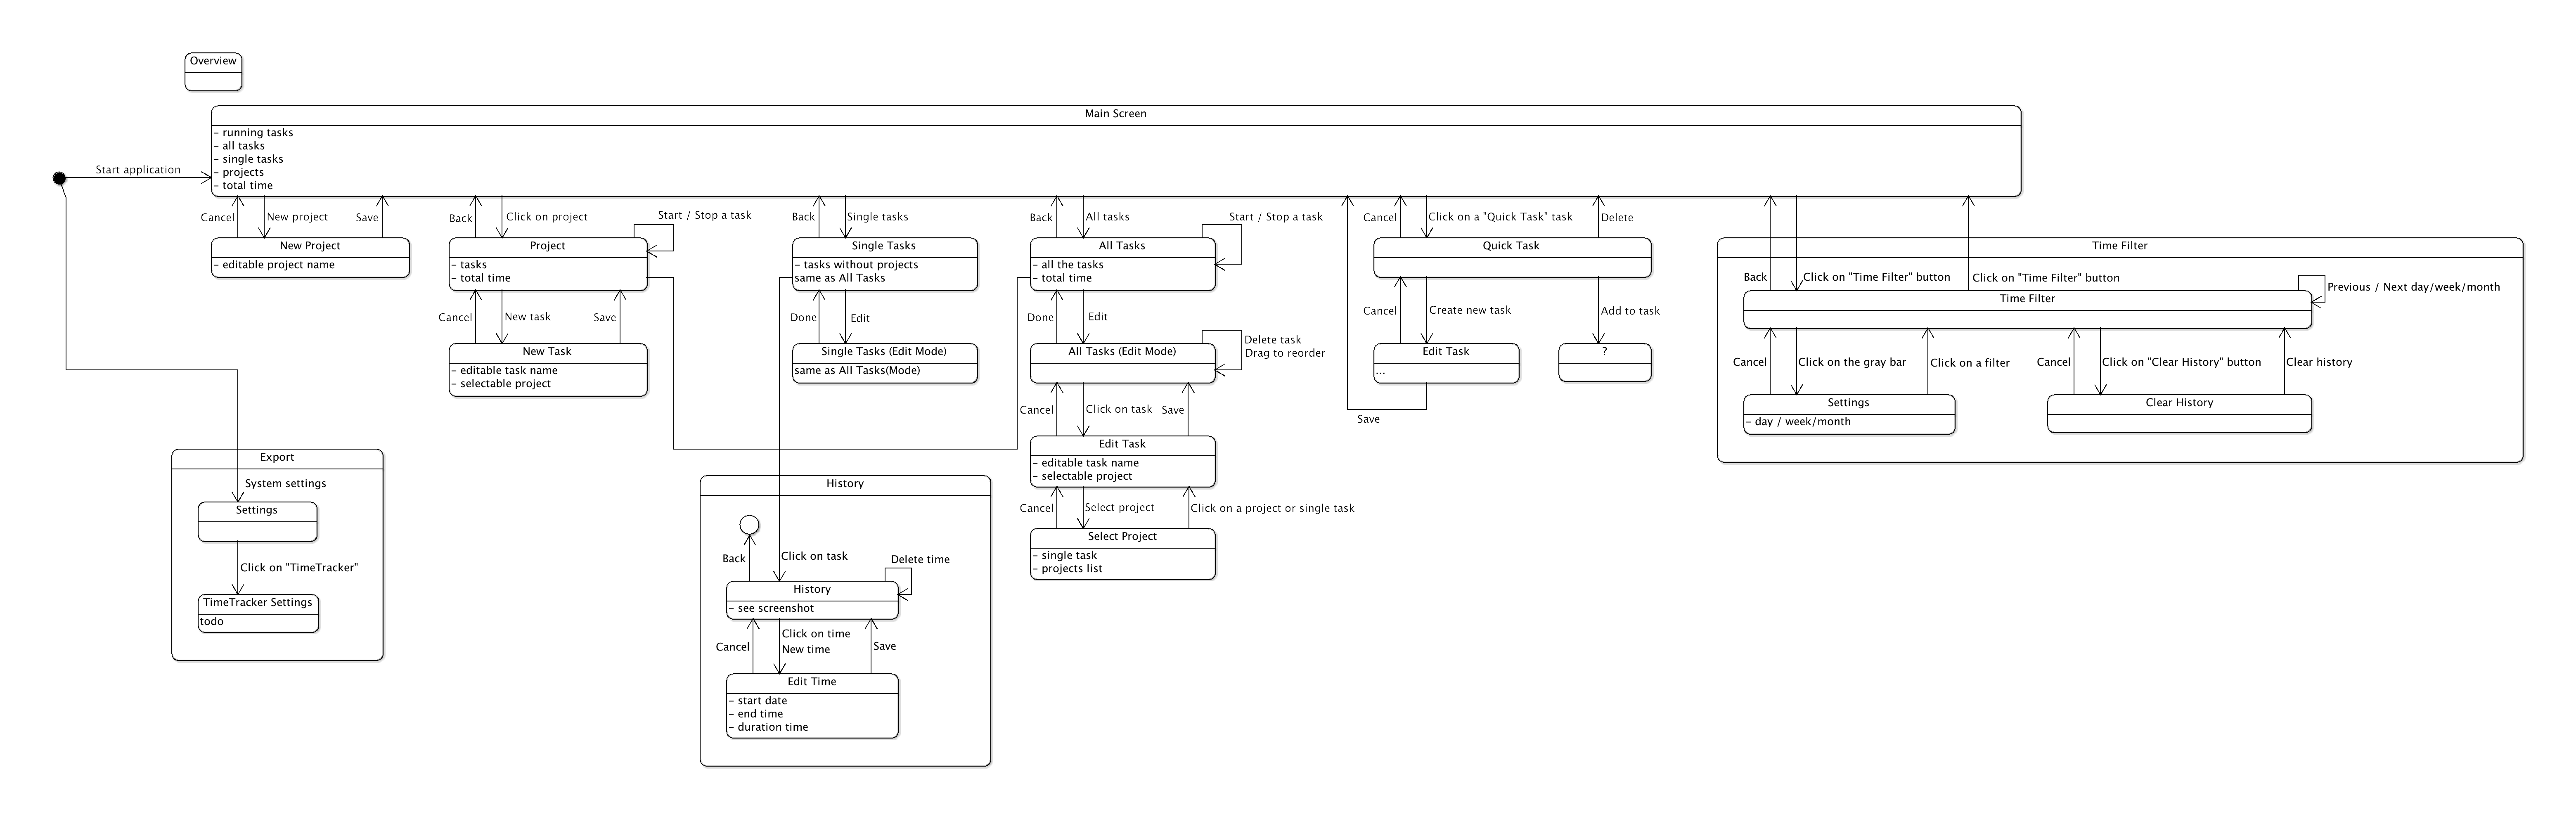 Overview
Main Screen
- running tasks
- all tasks
- single tasks
- projects
- total time
Start application
Cancel
New project
Save
Back
Click on project
Start / Stop a task
Back
Single tasks
Back
All tasks
Start / Stop a task
Cancel
Click on a "Quick Task" task
Delete
New Project
- editable project name
Project
- tasks
- total time
Single Tasks
- tasks without projects
same as All Tasks
All Tasks
- all the tasks
- total time
Quick Task
Time Filter
Back
Click on "Time Filter" button
Click on "Time Filter" button
Time Filter
Previous / Next day/week/month
Cancel
New task
Save
Done
Edit
Done
Edit
Cancel
Create new task
Add to task
New Task
- editable task name
- selectable project
Single Tasks (Edit Mode)
same as All Tasks(Mode)
All Tasks (Edit Mode)
Delete task
Drag to reorder
Edit Task
...
?
Cancel
Click on the gray bar
Click on a filter
Cancel
Click on "Clear History" button
Clear history
Settings
- day / week/month
Clear History
Cancel
Click on task
Save
Save
Edit Task
- editable task name
- selectable project
Cancel
Select project
Click on a project or single task
Select Project
- single task
- projects list
Export
System settings
Settings
Click on "TimeTracker"
TimeTracker Settings
todo
History
Back
Click on task
Delete time
History
- see screenshot
Cancel
Click on time
New time
Save
Edit Time
- start date
- end time
- duration time